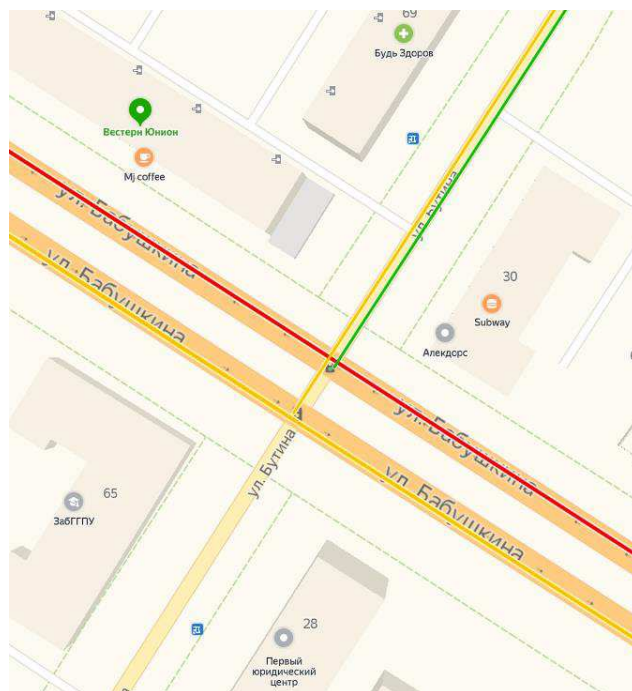 69
Будь Здоров
Вестерн Юнион
Mj coffee
ул. Бабушкина
ул. Бутина
ул. Бабушкина
30
Subway
Алекдорс
ул. Бабушкина
ул. Бутина
ул. Бабушкина
65
ЗабГГПУ
28
Первый
юридический
центр